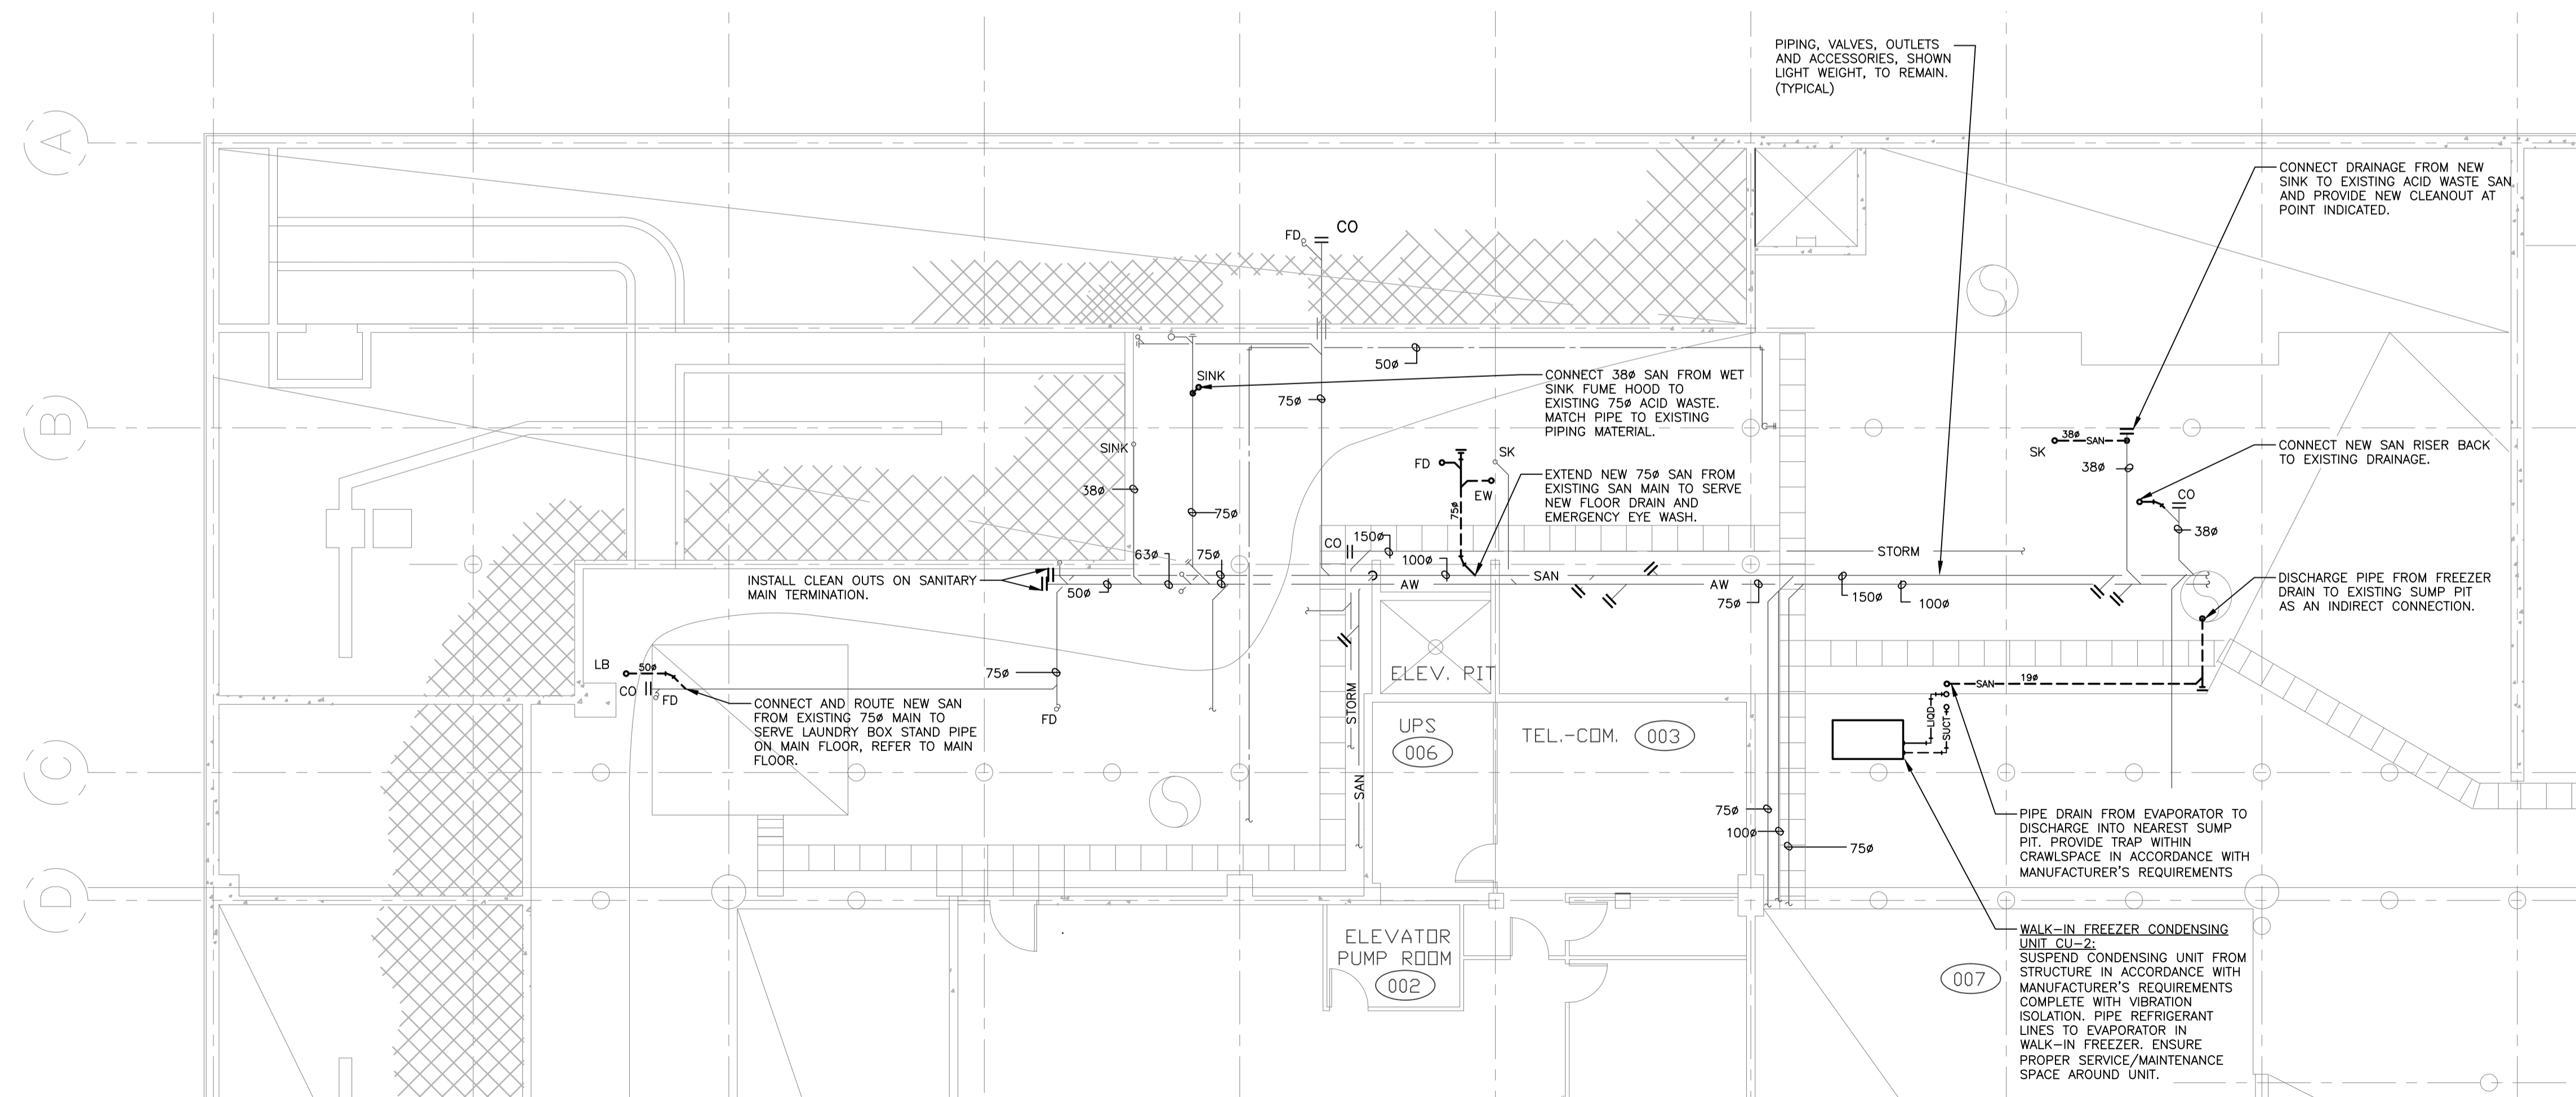 PIPING, VALVES, OUTLETS
AND ACCESSORIES, SHOWN
LIGHT WEIGHT, TO REMAIN.
(TYPICAL)
A
CONNECT DRAINAGE FROM NEW
SINK TO EXISTING ACID WASTE SAN
AND PROVIDE NEW CLEANOUT AT
POINT INDICATED.
FD
CO
50ø
SINK
75ø
CONNECT 38ø SAN FROM WET
SINK FUME HOOD TO
EXISTING 75ø ACID WASTE.
MATCH PIPE TO EXISTING
PIPING MATERIAL.
B
SINK
38ø
75ø
FD
EW
75ø
SK
EXTEND NEW 75ø SAN FROM
EXISTING SAN MAIN TO SERVE
NEW FLOOR DRAIN AND
EMERGENCY EYE WASH.
38ø
SAN
SK
38ø
CONNECT NEW SAN RISER BACK
TO EXISTING DRAINAGE.
CO
38ø
63ø
75ø
CO
150ø
100ø
STORM
SAN
AW
AW
INSTALL CLEAN OUTS ON SANITARY
MAIN TERMINATION.
50ø
75ø
150ø
100ø
DISCHARGE PIPE FROM FREEZER
DRAIN TO EXISTING SUMP PIT
AS AN INDIRECT CONNECTION.
LB
50ø
CO
FD
75ø
FD
CONNECT AND ROUTE NEW SAN
FROM EXISTING 75ø MAIN TO
SERVE LAUNDRY BOX STAND PIPE
ON MAIN FLOOR, REFER TO MAIN
FLOOR.
ELEV. PIT
STORM
SAN
UPS
006
TEL.-COM.
003
SAN
19ø
LIQD
SUCT
C
75ø
100ø
75ø
PIPE DRAIN FROM EVAPORATOR TO
DISCHARGE INTO NEAREST SUMP
PIT. PROVIDE TRAP WITHIN
CRAWLSPACE IN ACCORDANCE WITH
MANUFACTURER'S REQUIREMENTS
D
ELEVATOR
PUMP ROOM
002
007
WALK-IN FREEZER CONDENSING
UNIT CU-2:
SUSPEND CONDENSING UNIT FROM
STRUCTURE IN ACCORDANCE WITH
MANUFACTURER'S REQUIREMENTS
COMPLETE WITH VIBRATION
ISOLATION. PIPE REFRIGERANT
LINES TO EVAPORATOR IN
WALK-IN FREEZER. ENSURE
PROPER SERVICE/MAINTENANCE
SPACE AROUND UNIT.